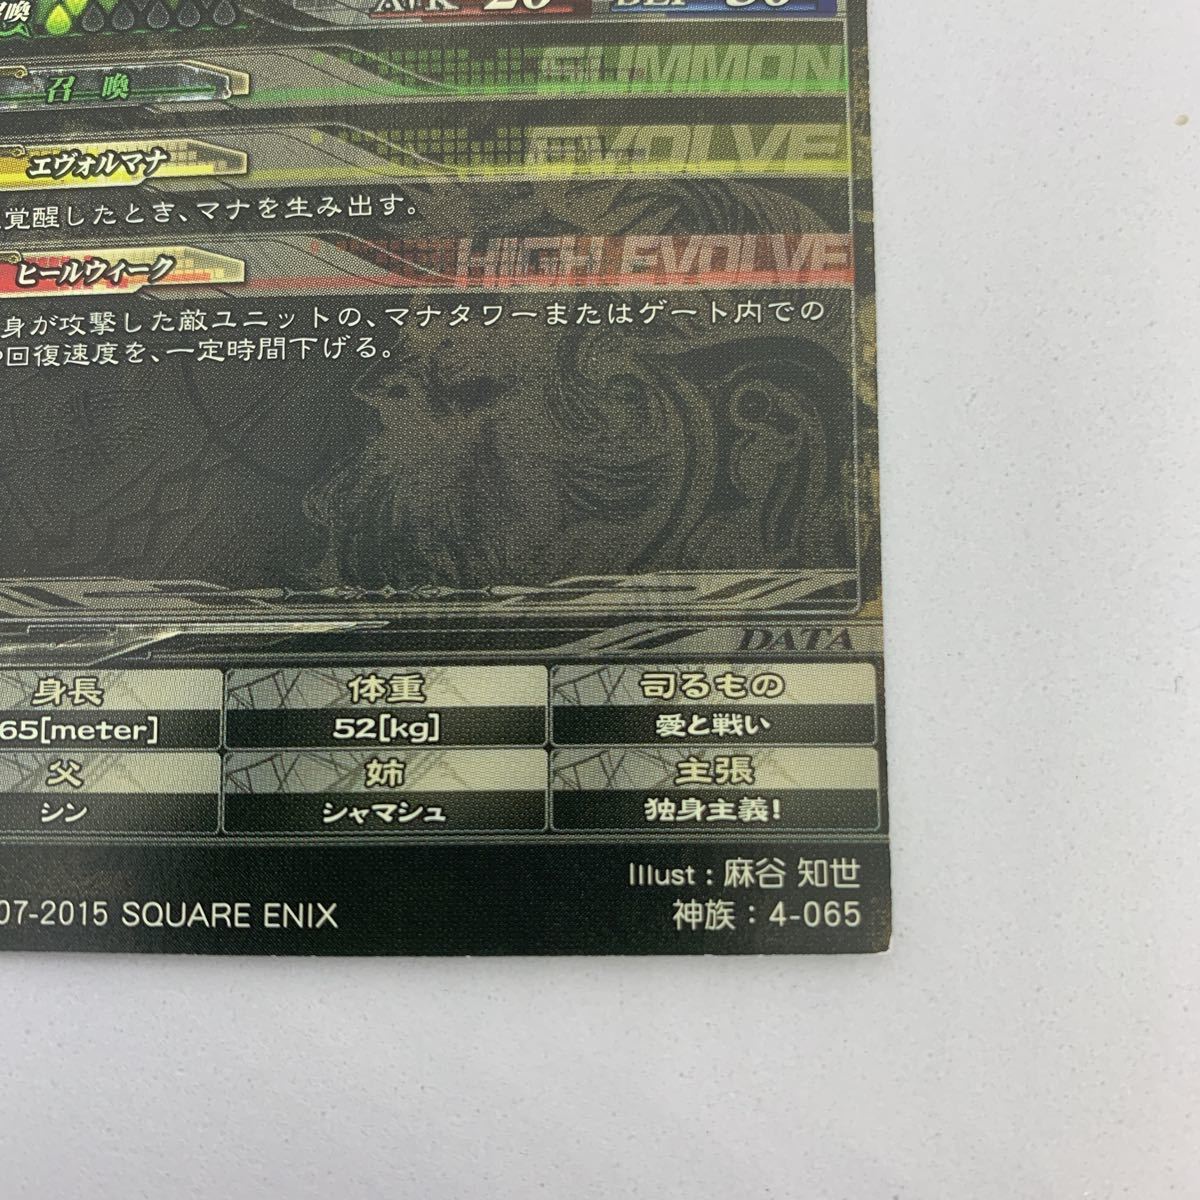 召喚
ATK 20 DEF 30
召喚 SUMMON
エヴォルマナ EVOLVE
覚醒したとき、マナを生み出す。
ヒールウィーク HIGH EVOLVE
身が攻撃した敵ユニットの、マナタワーまたはゲート内での
回復速度を、一定時間下げる。
DATA
身長 体重 司るもの
65[meter] 52[kg] 愛と戦い
父 姉 主張
シン シャマシュ 独身主義!
Illust : 麻谷 知世
07-2015 SQUARE ENIX 神族 : 4-065